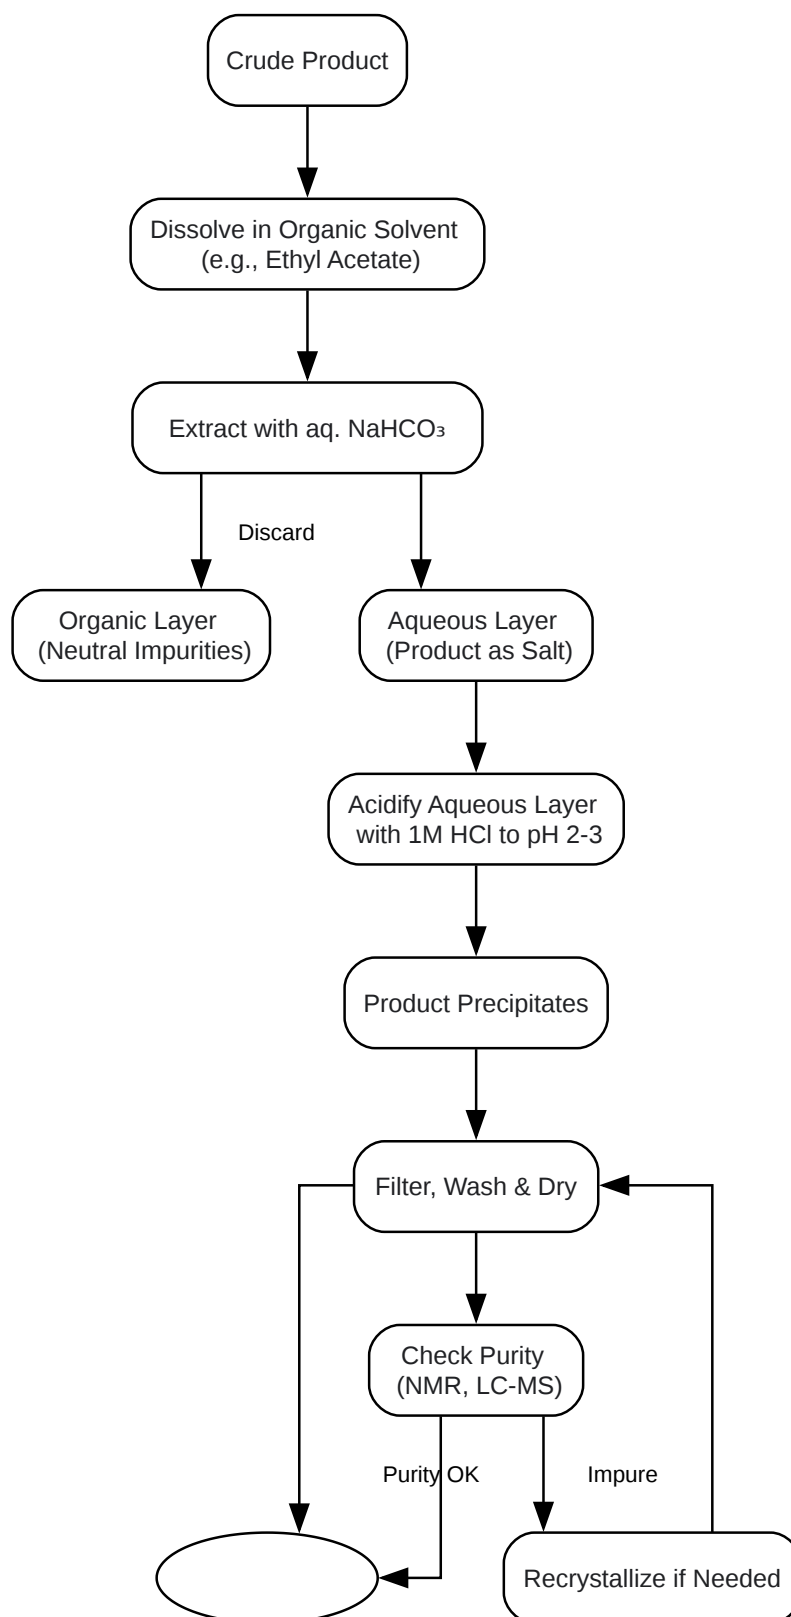 Crude Product
Dissolve in Organic Solvent
(e.g., Ethyl Acetate)
Extract with aq. NaHCO₃
Discard
Organic Layer
(Neutral Impurities)
Aqueous Layer
(Product as Salt)
Acidify Aqueous Layer
with 1M HCl to pH 2-3
Product Precipitates
Filter, Wash & Dry
Check Purity
(NMR, LC-MS)
Purity OK
Impure
Recrystallize if Needed